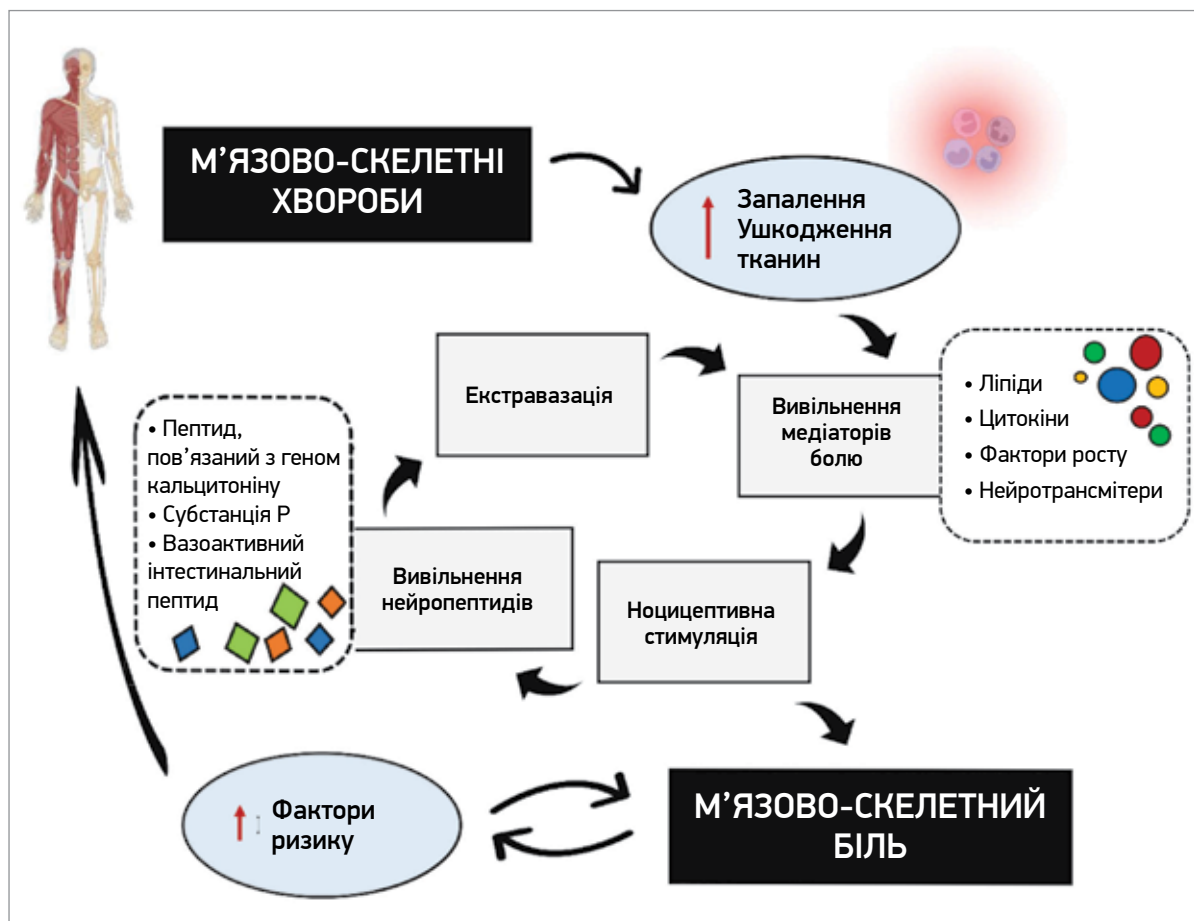 М’ЯЗОВО-СКЕЛЕТНІ
ХВОРОБИ
Запалення
Ушкодження
тканин
Екстравазація
Вивільнення
медіаторів
болю
• Ліпіди
• Цитокіни
• Фактори росту
• Нейротрансмітери
• Пептид,
пов’язаний з геном
кальцитоніну
• Субстанція Р
• Вазоактивний
інтестинальний
пептид
Вивільнення
нейропептидів
Ноцицептивна
стимуляція
Фактори
ризику
М’ЯЗОВО-СКЕЛЕТНИЙ
БІЛЬ